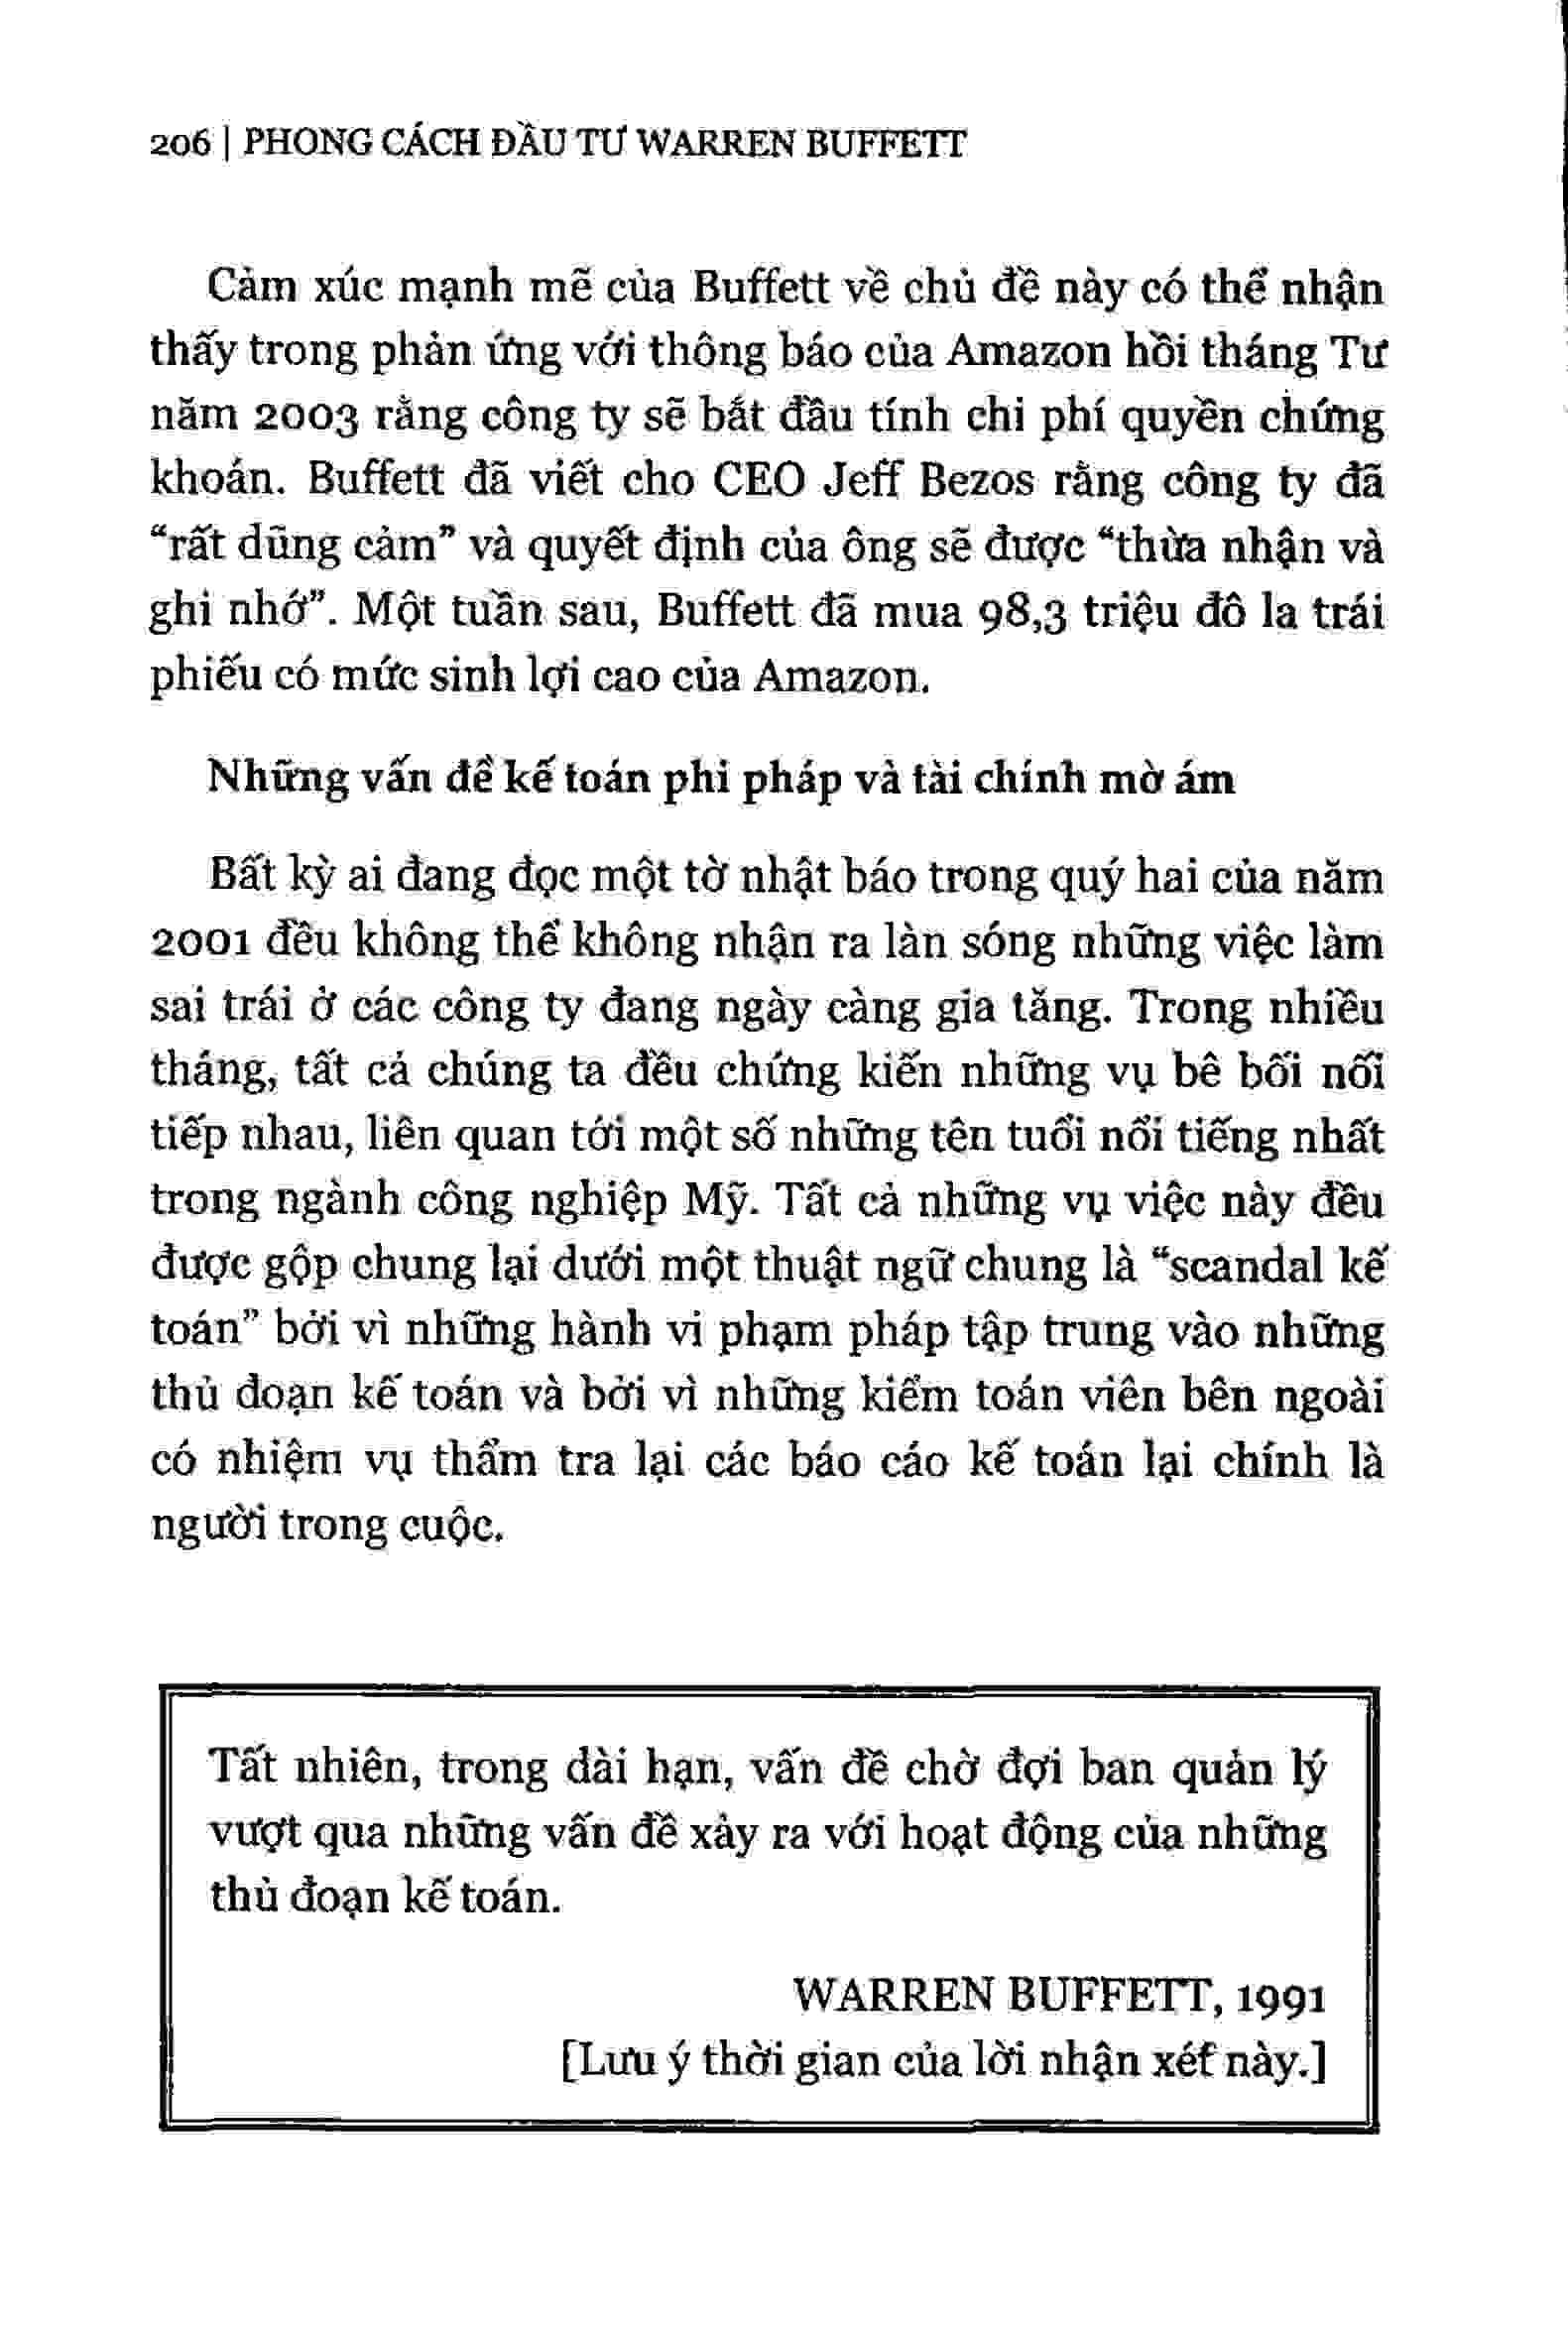 206 | PHONG CÁCH ĐẦU TƯ WARREN BUFFETT
Cảm xúc mạnh mẽ của Buffett về chủ đề này có thể nhận
thấy trong phản ứng với thông báo của Amazon hồi tháng Tư
năm 2003 rằng công ty sẽ bắt đầu tính chi phí quyền chứng
khoán. Buffett đã viết cho CEO Jeff Bezos rằng công ty đã
“rất dũng cảm” và quyết định của ông sẽ được “thừa nhận và
ghi nhớ”. Một tuần sau, Buffett đã mua 98,3 triệu đô la trái
phiếu có mức sinh lợi cao của Amazon.
Những vấn đề kế toán phi pháp và tài chính mờ ám
Bất kỳ ai đang đọc một tờ nhật báo trong quý hai của năm
2001 đều không thể không nhận ra làn sóng những việc làm
sai trái ở các công ty đang ngày càng gia tăng. Trong nhiều
tháng, tất cả chúng ta đều chứng kiến những vụ bê bối nối
tiếp nhau, liên quan tới một số những tên tuổi nổi tiếng nhất
trong ngành công nghiệp Mỹ. Tất cả những vụ việc này đều
được gộp chung lại dưới một thuật ngữ chung là “scandal kế
toán” bởi vì những hành vi phạm pháp tập trung vào những
thủ đoạn kế toán và bởi vì những kiểm toán viên bên ngoài
có nhiệm vụ thẩm tra lại các báo cáo kế toán lại chính là
người trong cuộc.
Tất nhiên, trong dài hạn, vấn đề chờ đợi ban quản lý
vượt qua những vấn đề xảy ra với hoạt động của những
thủ đoạn kế toán.
WARREN BUFFETT, 1991
[Lưu ý thời gian của lời nhận xét này.]